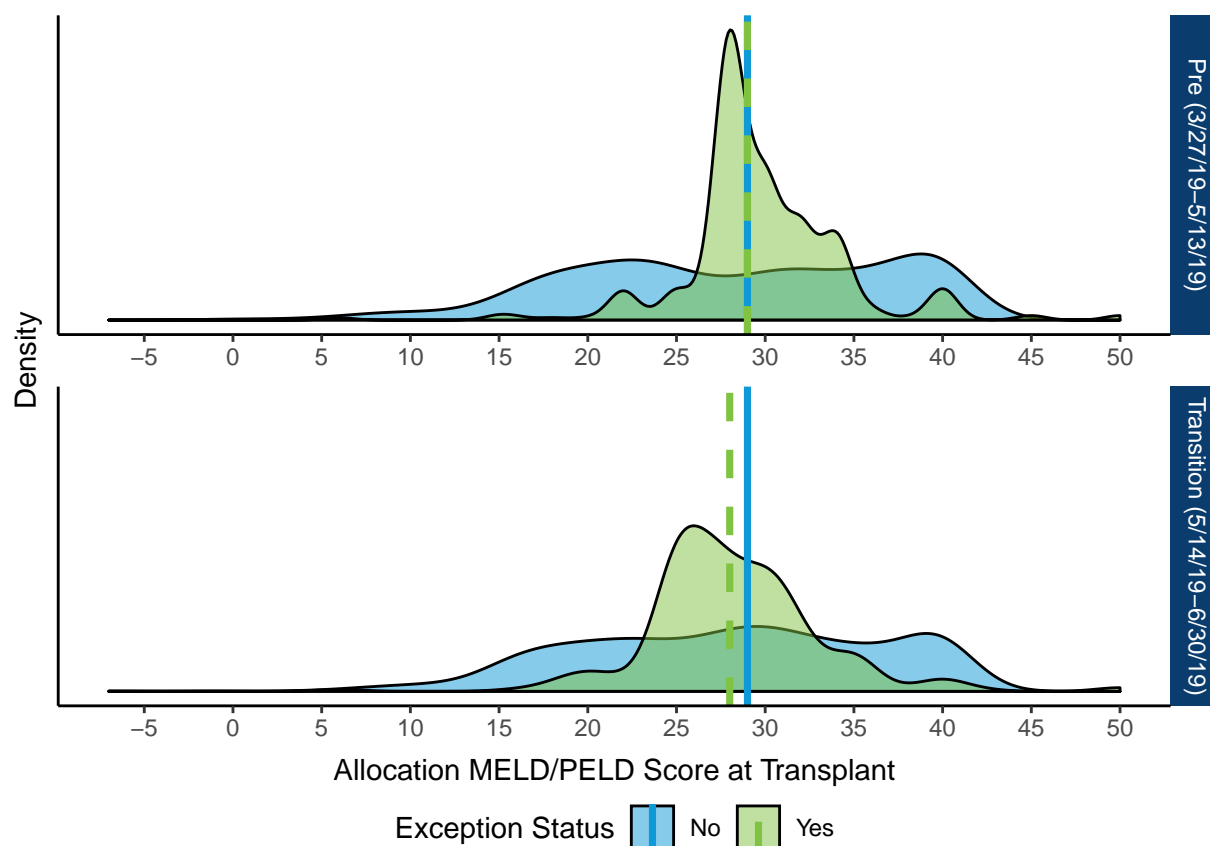 Density
Pre (3/27/19–5/13/19)
−5 0 5 10 15 20 25 30 35 40 45 50
Transition (5/14/19–6/30/19)
−5 0 5 10 15 20 25 30 35 40 45 50
Allocation MELD/PELD Score at Transplant
Exception Status No Yes